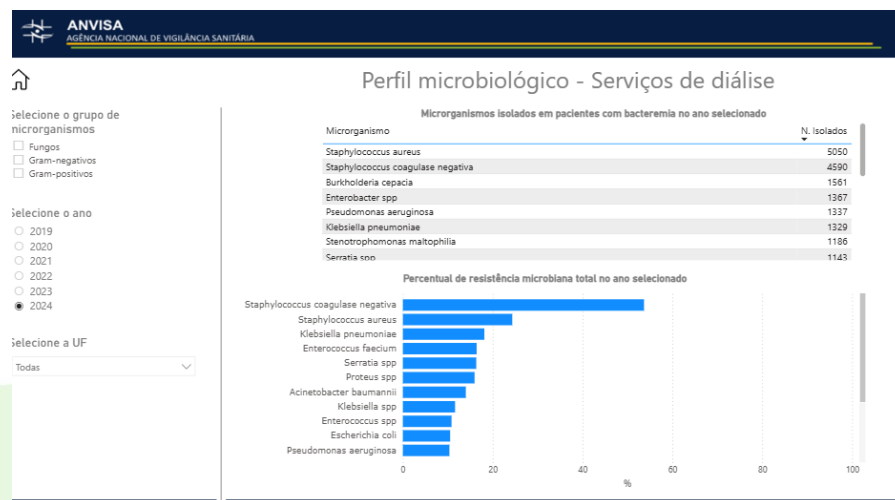 ANVISA
AGÊNCIA NACIONAL DE VIGILÂNCIA SANITÁRIA
Perfil microbiológico - Serviços de diálise
Selecione o grupo de
microrganismos
Fungos
Gram-negativos
Gram-positivos
Selecione o ano
2019
2020
2021
2022
2023
2024
Selecione a UF
Todas
Microrganismos isolados em pacientes com bacteremia no ano selecionado
Microrganismo N. Isolados
Staphylococcus aureus 5050
Staphylococcus coagulase negativa 4590
Burkholderia cepacia 1561
Enterobacter spp 1367
Pseudomonas aeruginosa 1337
Klebsiella pneumoniae 1329
Stenotrophomonas maltophilia 1186
Serratia spp 1143
Percentual de resistência microbiana total no ano selecionado
Staphylococcus coagulase negativa
Staphylococcus aureus
Klebsiella pneumoniae
Enterococcus faecium
Serratia spp
Proteus spp
Acinetobacter baumannii
Klebsiella spp
Enterococcus spp
Escherichia coli
Pseudomonas aeruginosa
0 20 40 60 80 100
%